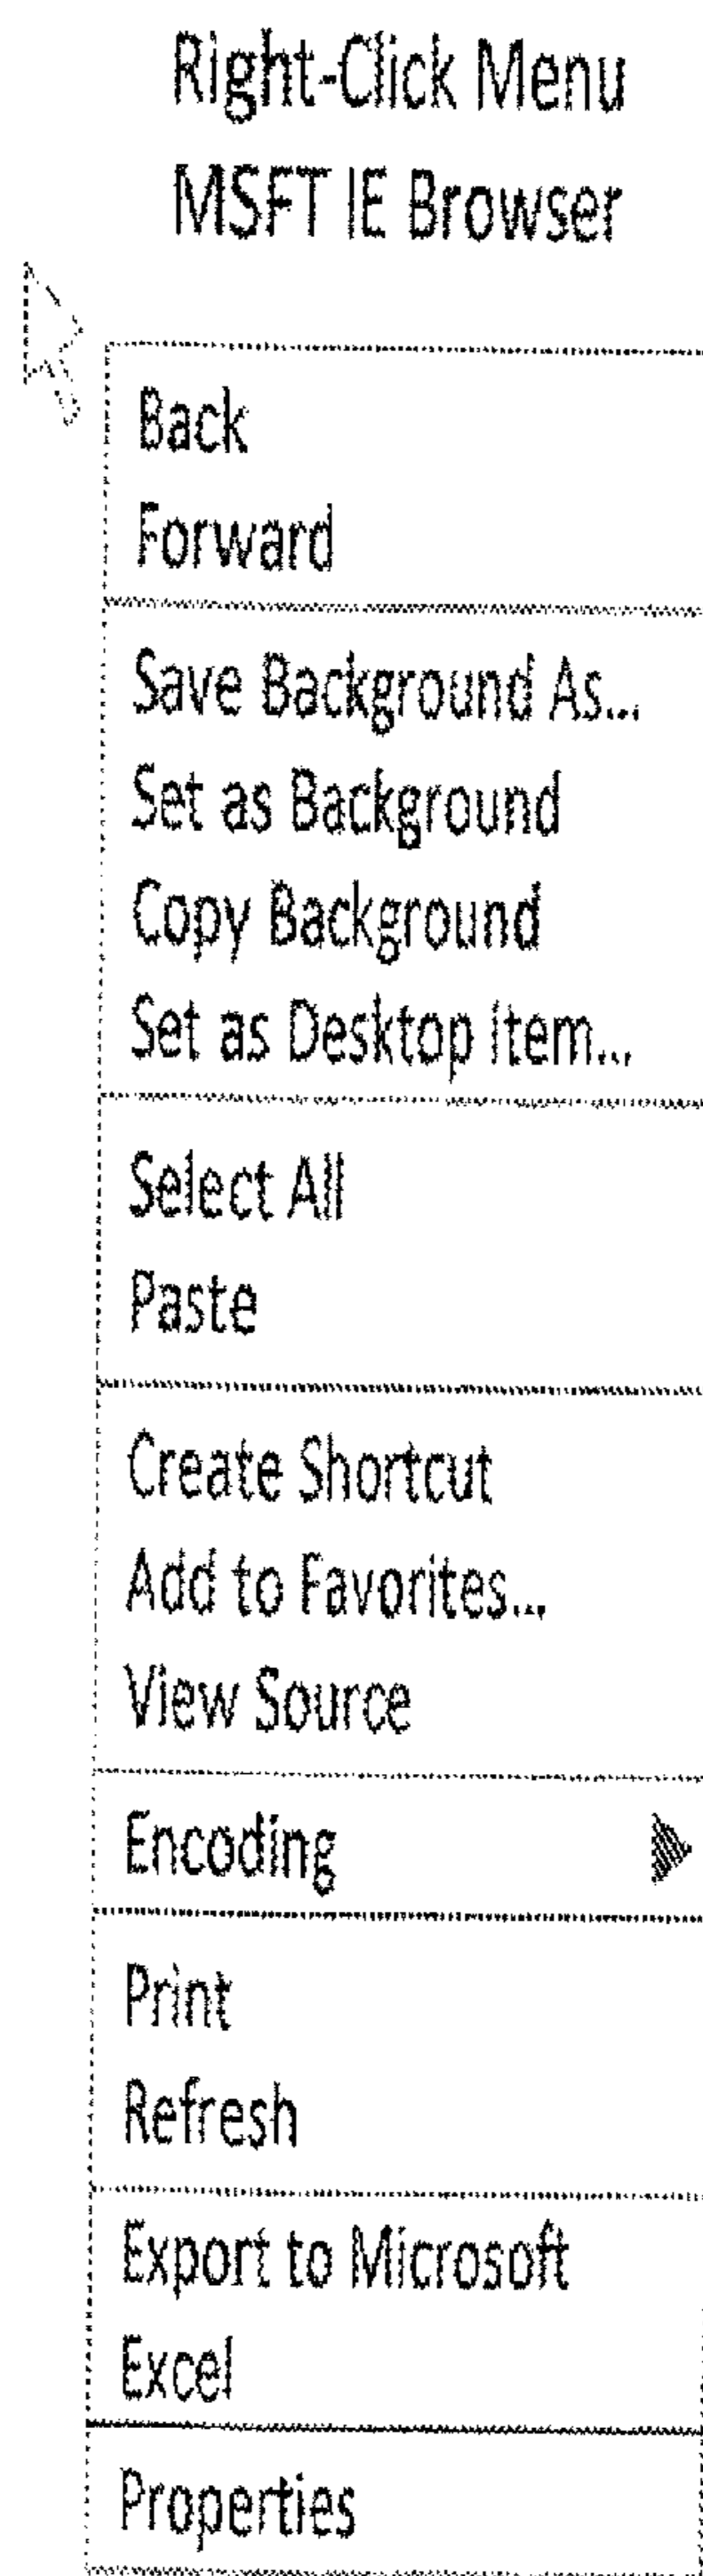 Right-Click Menu
MSFT IE Browser
Back
Forward
Save Background As...
Set as Background
Copy Background
Set as Desktop Item...
Select All
Paste
Create Shortcut
Add to Favorites...
View Source
Encoding
Print
Refresh
Export to Microsoft
Excel
Properties